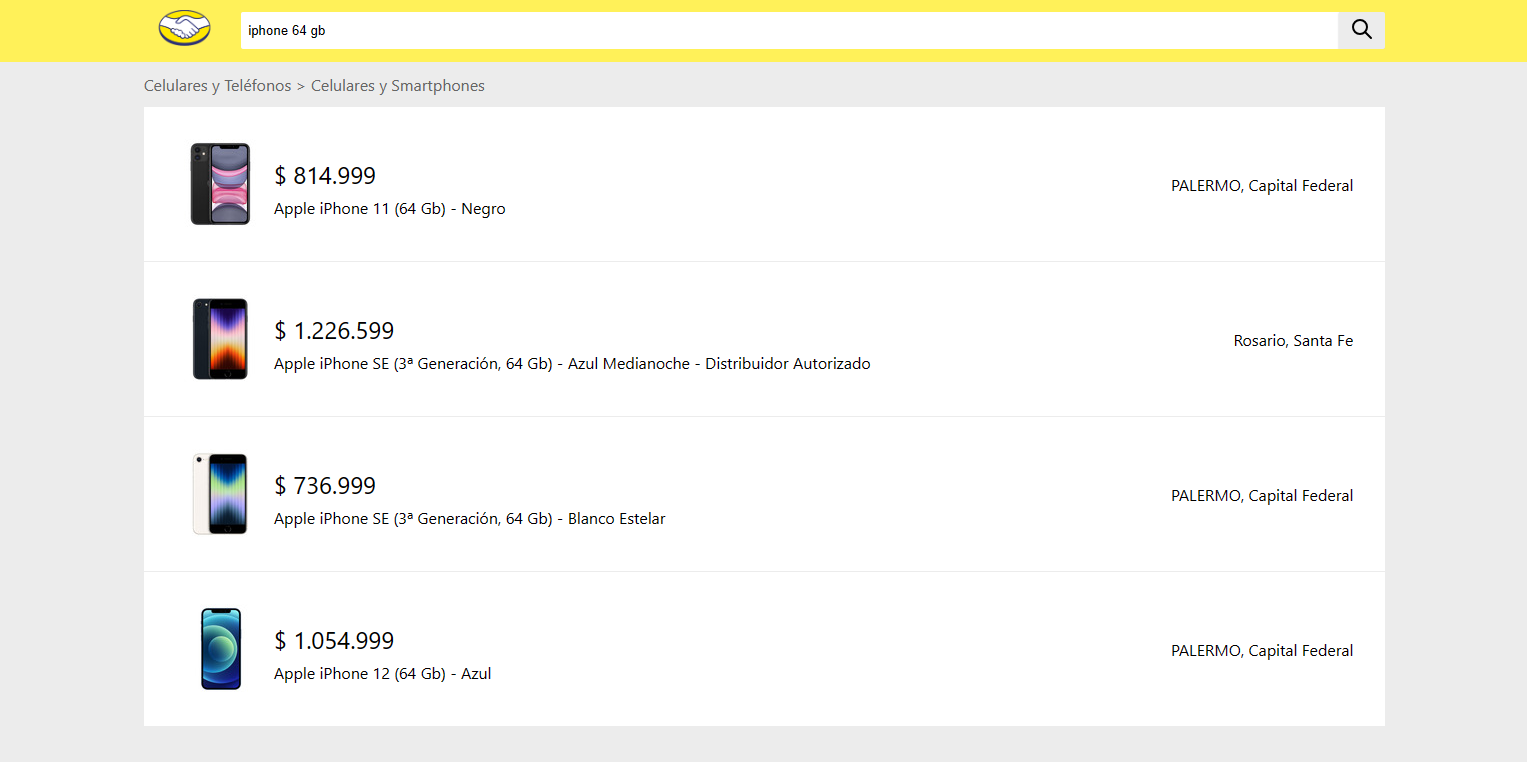 iphone 64 gb
Celulares y Teléfonos > Celulares y Smartphones
$ 814.999
Apple iPhone 11 (64 Gb) - Negro
PALERMO, Capital Federal
$ 1.226.599
Apple iPhone SE (3ª Generación, 64 Gb) - Azul Medianoche - Distribuidor Autorizado
Rosario, Santa Fe
$ 736.999
Apple iPhone SE (3ª Generación, 64 Gb) - Blanco Estelar
PALERMO, Capital Federal
$ 1.054.999
Apple iPhone 12 (64 Gb) - Azul
PALERMO, Capital Federal